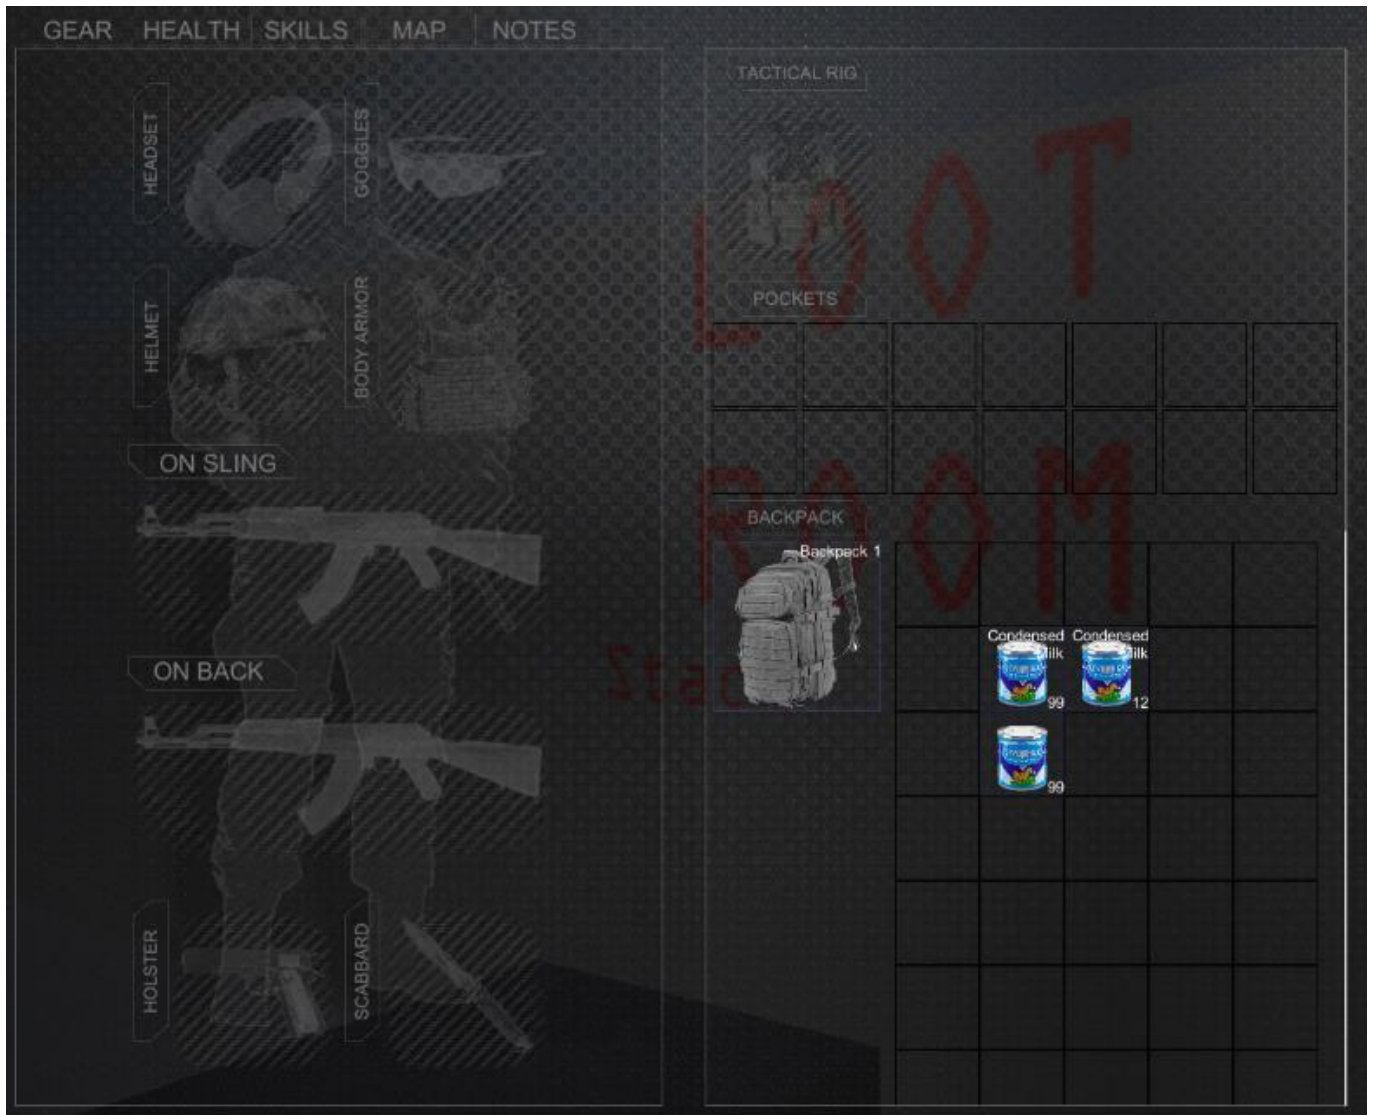 GEAR HEALTH SKILLS MAP NOTES
TACTICAL RIG
HEADSET
GOGGLES
LOOT
POCKETS
HELMET
BODY ARMOR
ON SLING
ROOM
BACKPACK
Backpack 1
Condensed Condensed
99 12
ON BACK
99
HOLSTER
SCABBARD